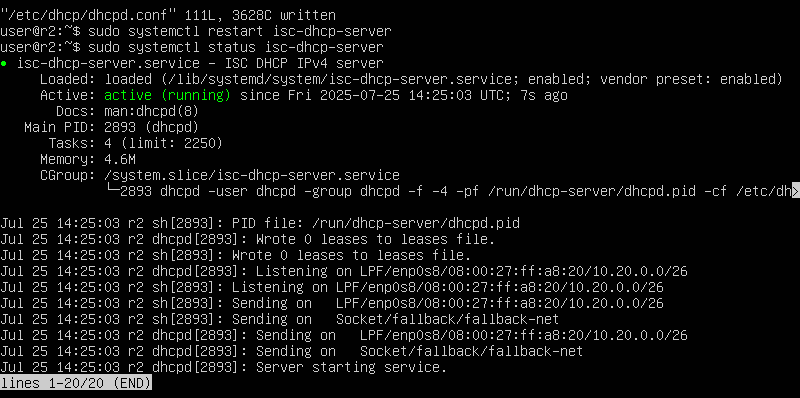 "/etc/dhcp/dhcpd.conf" 111L, 3628C written
user@r2:~$ sudo systemctl restart isc-dhcp-server
user@r2:~$ sudo systemctl status isc-dhcp-server
● isc-dhcp-server.service - ISC DHCP IPv4 server
     Loaded: loaded (/lib/systemd/system/isc-dhcp-server.service; enabled; vendor preset: enabled)
     Active: active (running) since Fri 2025-07-25 14:25:03 UTC; 7s ago
       Docs: man:dhcpd(8)
   Main PID: 2893 (dhcpd)
      Tasks: 4 (limit: 2250)
     Memory: 4.6M
     CGroup: /system.slice/isc-dhcp-server.service
             └─2893 dhcpd -user dhcpd -group dhcpd -f -4 -pf /run/dhcp-server/dhcpd.pid -cf /etc/dh>
Jul 25 14:25:03 r2 sh[2893]: PID file: /run/dhcp-server/dhcpd.pid
Jul 25 14:25:03 r2 dhcpd[2893]: Wrote 0 leases to leases file.
Jul 25 14:25:03 r2 sh[2893]: Wrote 0 leases to leases file.
Jul 25 14:25:03 r2 dhcpd[2893]: Listening on LPF/enp0s8/08:00:27:ff:a8:20/10.20.0.0/26
Jul 25 14:25:03 r2 sh[2893]: Listening on LPF/enp0s8/08:00:27:ff:a8:20/10.20.0.0/26
Jul 25 14:25:03 r2 sh[2893]: Sending on   LPF/enp0s8/08:00:27:ff:a8:20/10.20.0.0/26
Jul 25 14:25:03 r2 sh[2893]: Sending on   Socket/fallback/fallback-net
Jul 25 14:25:03 r2 dhcpd[2893]: Sending on   LPF/enp0s8/08:00:27:ff:a8:20/10.20.0.0/26
Jul 25 14:25:03 r2 dhcpd[2893]: Sending on   Socket/fallback/fallback-net
Jul 25 14:25:03 r2 dhcpd[2893]: Server starting service.
lines 1-20/20 (END)